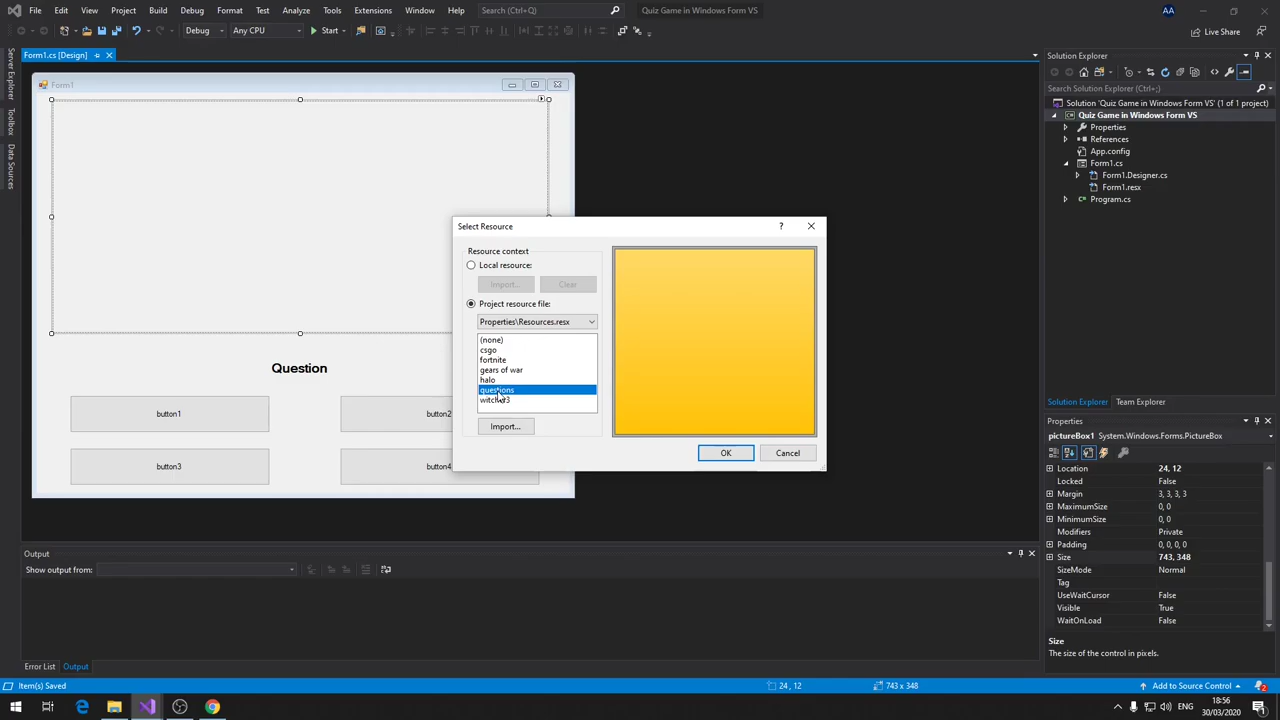 File Edit View Project Build Debug Format Test Analyze Tools Extensions Window Help Search (Ctrl+Q) Quiz Game in Windows Form VS AA
Debug Any CPU Start Live Share
Form1.cs [Design]
Server Explorer
Toolbox
Data Sources
Form1
Question
button1
button2
button3
button4
Select Resource
?
Resource context
Local resource:
Import... Clear
Project resource file:
Properties\Resources.resx
(none)
csgo
fortnite
gears of war
halo
questions
Import...
OK Cancel
Solution Explorer
Search Solution Explorer (Ctrl+;)
Solution 'Quiz Game in Windows Form VS' (1 of 1 project)
Quiz Game in Windows Form VS
Properties
References
App.config
Form1.cs
Form1.Designer.cs
Form1.resx
Program.cs
Solution Explorer Team Explorer
Properties
pictureBox1 System.Windows.Forms.PictureBox
Location 24, 12
Locked False
Margin 3, 3, 3, 3
MaximumSize 0, 0
MinimumSize 0, 0
Modifiers Private
Padding 0, 0, 0, 0
Size 743, 348
SizeMode Normal
Tag
UseWaitCursor False
Visible True
WaitOnLoad False
Size
The size of the control in pixels.
Output
Show output from:
Error List Output
Item(s) Saved 24 , 12 743 x 348 Add to Source Control 2
ENG 18:56
30/03/2020